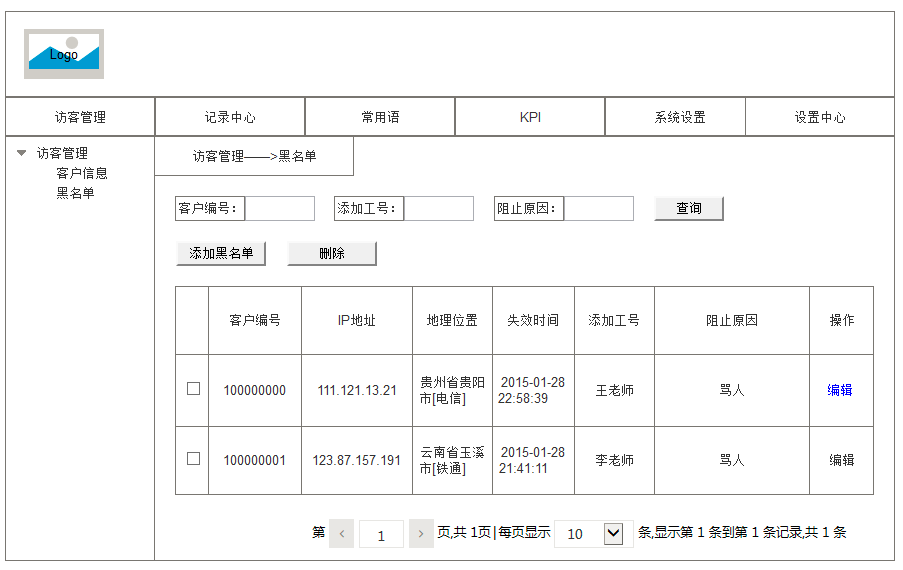 Logo
访客管理 记录中心 常用语 KPI 系统设置 设置中心
访客管理
客户信息
黑名单
访客管理——>黑名单
客户编号： 添加工号： 阻止原因： 查询
添加黑名单 删除
客户编号 IP地址 地理位置 失效时间 添加工号 阻止原因 操作
100000000 111.121.13.21 贵州省贵阳市[电信] 2015-01-28 22:58:39 王老师 骂人 编辑
100000001 123.87.157.191 云南省玉溪市[铁通] 2015-01-28 21:41:11 李老师 骂人 编辑
第 < 1 > 页,共 1页|每页显示 10 条,显示第 1 条到第 1 条记录,共 1 条